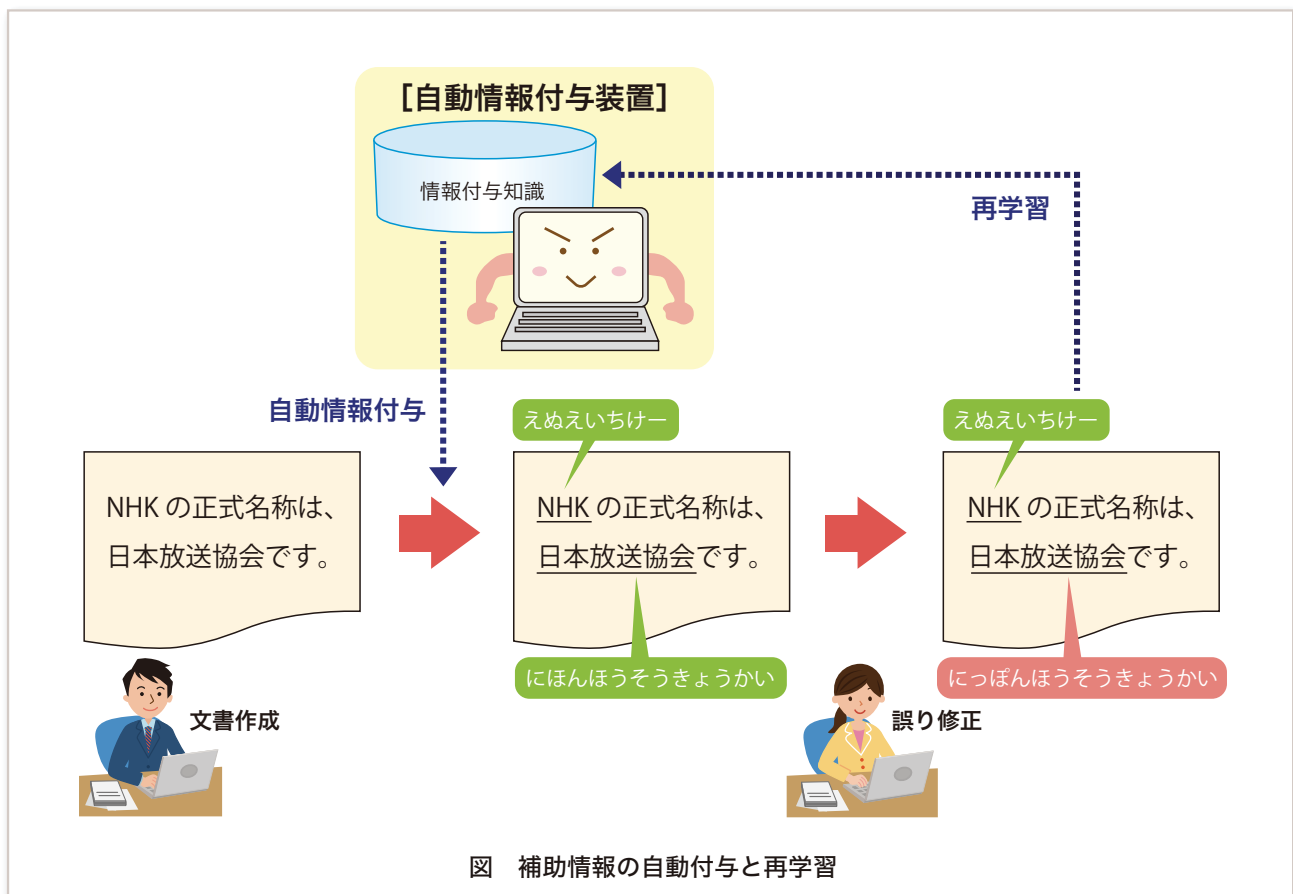 ［自動情報付与装置］
情報付与知識
再学習
自動情報付与
えぬえいちけー
えぬえいちけー
NHK の正式名称は、
日本放送協会です。
NHK の正式名称は、
日本放送協会です。
NHK の正式名称は、
日本放送協会です。
にほんほうそうきょうかい
にっぽんほうそうきょうかい
文書作成
誤り修正
図　補助情報の自動付与と再学習